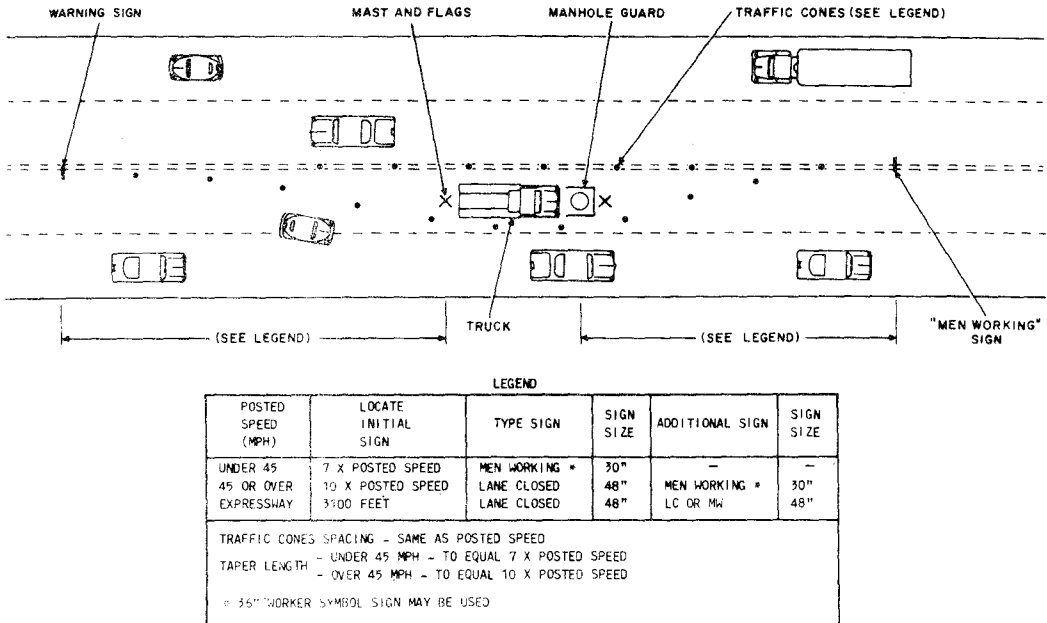 WARNING SIGN
MAST AND FLAGS
MANHOLE GUARD
TRAFFIC CONES (SEE LEGEND)
TRUCK
(SEE LEGEND)
(SEE LEGEND)
"MEN WORKING"
SIGN
LEGEND
POSTED SPEED (MPH) LOCATE INITIAL SIGN TYPE SIGN SIGN SIZE ADDITIONAL SIGN SIGN SIZE
UNDER 45 7 X POSTED SPEED MEN WORKING * 30" — —
45 OR OVER 10 X POSTED SPEED LANE CLOSED 48" MEN WORKING * 30"
EXPRESSWAY FEET LANE CLOSED 48" LC OR MW 48"
TRAFFIC CONES SPACING - SAME AS POSTED SPEED
TAPER LENGTH - UNDER 45 MPH - TO EQUAL 7 X POSTED SPEED
- OVER 45 MPH - TO EQUAL 10 X POSTED SPEED
* 36" WORKER SYMBOL SIGN MAY BE USED